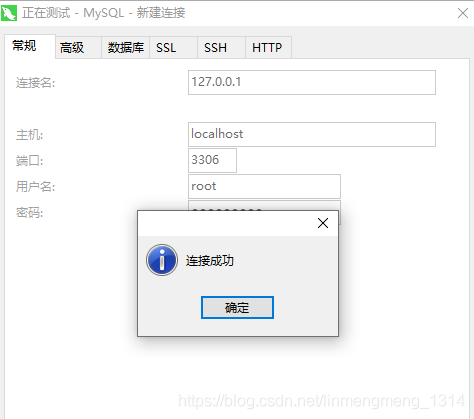 正在测试 - MySQL - 新建连接
常规 高级 数据库 SSL SSH HTTP
连接名: 127.0.0.1
主机: localhost
端口: 3306
用户名: root
密码:
连接成功
确定
https://blog.csdn.net/linmengmeng_1314